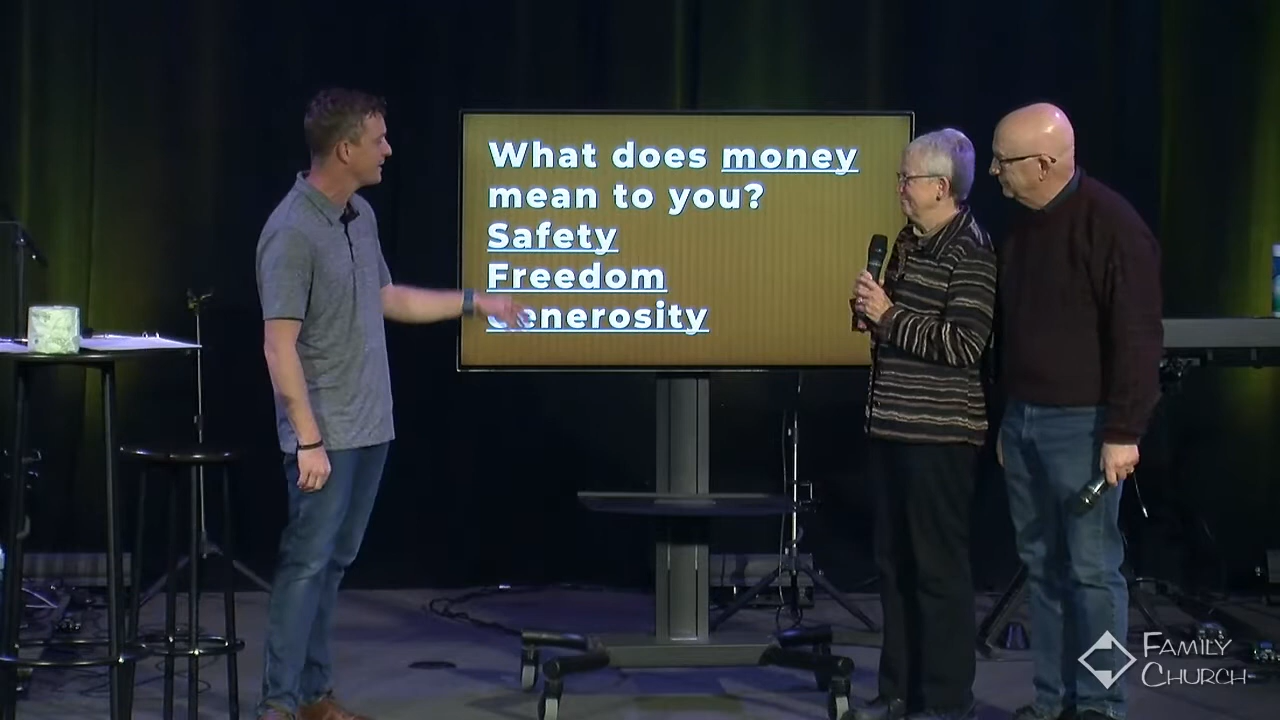 What does money
mean to you?
Safety
Freedom
Generosity
FAMILY
CHURCH